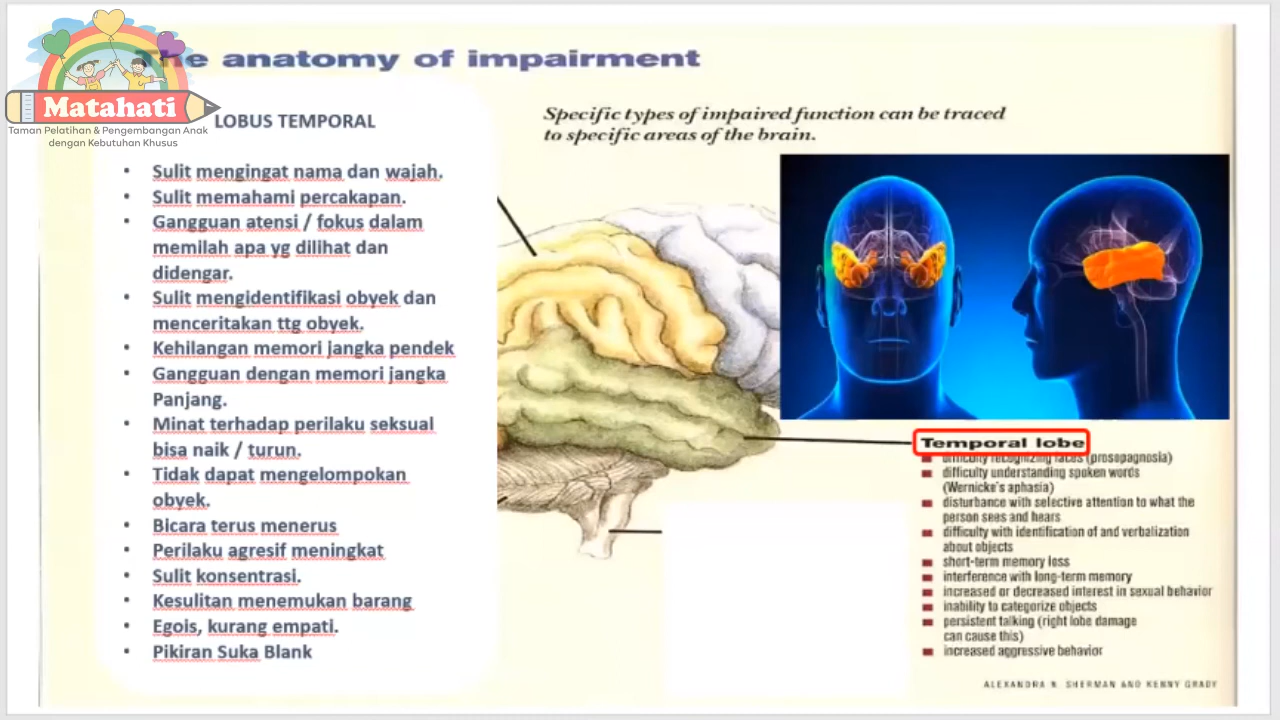 The anatomy of impairment
Matahati
Taman Pelatihan & Pengembangan Anak
dengan Kebutuhan Khusus
LOBUS TEMPORAL
• Sulit mengingat nama dan wajah.
• Sulit memahami percakapan.
• Gangguan atensi / fokus dalam
memilah apa yg dilihat dan
didengar.
• Sulit mengidentifikasi obyek dan
menceritakan ttg obyek.
• Kehilangan memori jangka pendek
• Gangguan dengan memori jangka
Panjang.
• Minat terhadap perilaku seksual
bisa naik / turun.
• Tidak dapat mengelompokan
obyek.
• Bicara terus menerus
• Perilaku agresif meningkat
• Sulit konsentrasi.
• Kesulitan menemukan barang
• Egois, kurang empati.
• Pikiran Suka Blank
Specific types of impaired function can be traced
to specific areas of the brain.
Temporal lobe
difficulty recognizing faces (prosopagnosia)
difficulty understanding spoken words
(Wernicke's aphasia)
disturbance with selective attention to what the
person sees and hears
difficulty with identification of and verbalization
about objects
short-term memory loss
interference with long-term memory
increased or decreased interest in sexual behavior
inability to categorize objects
persistent talking (right lobe damage
can cause this)
increased aggressive behavior
ALEXANDRA N. SHERMAN AND KENNY GRADY